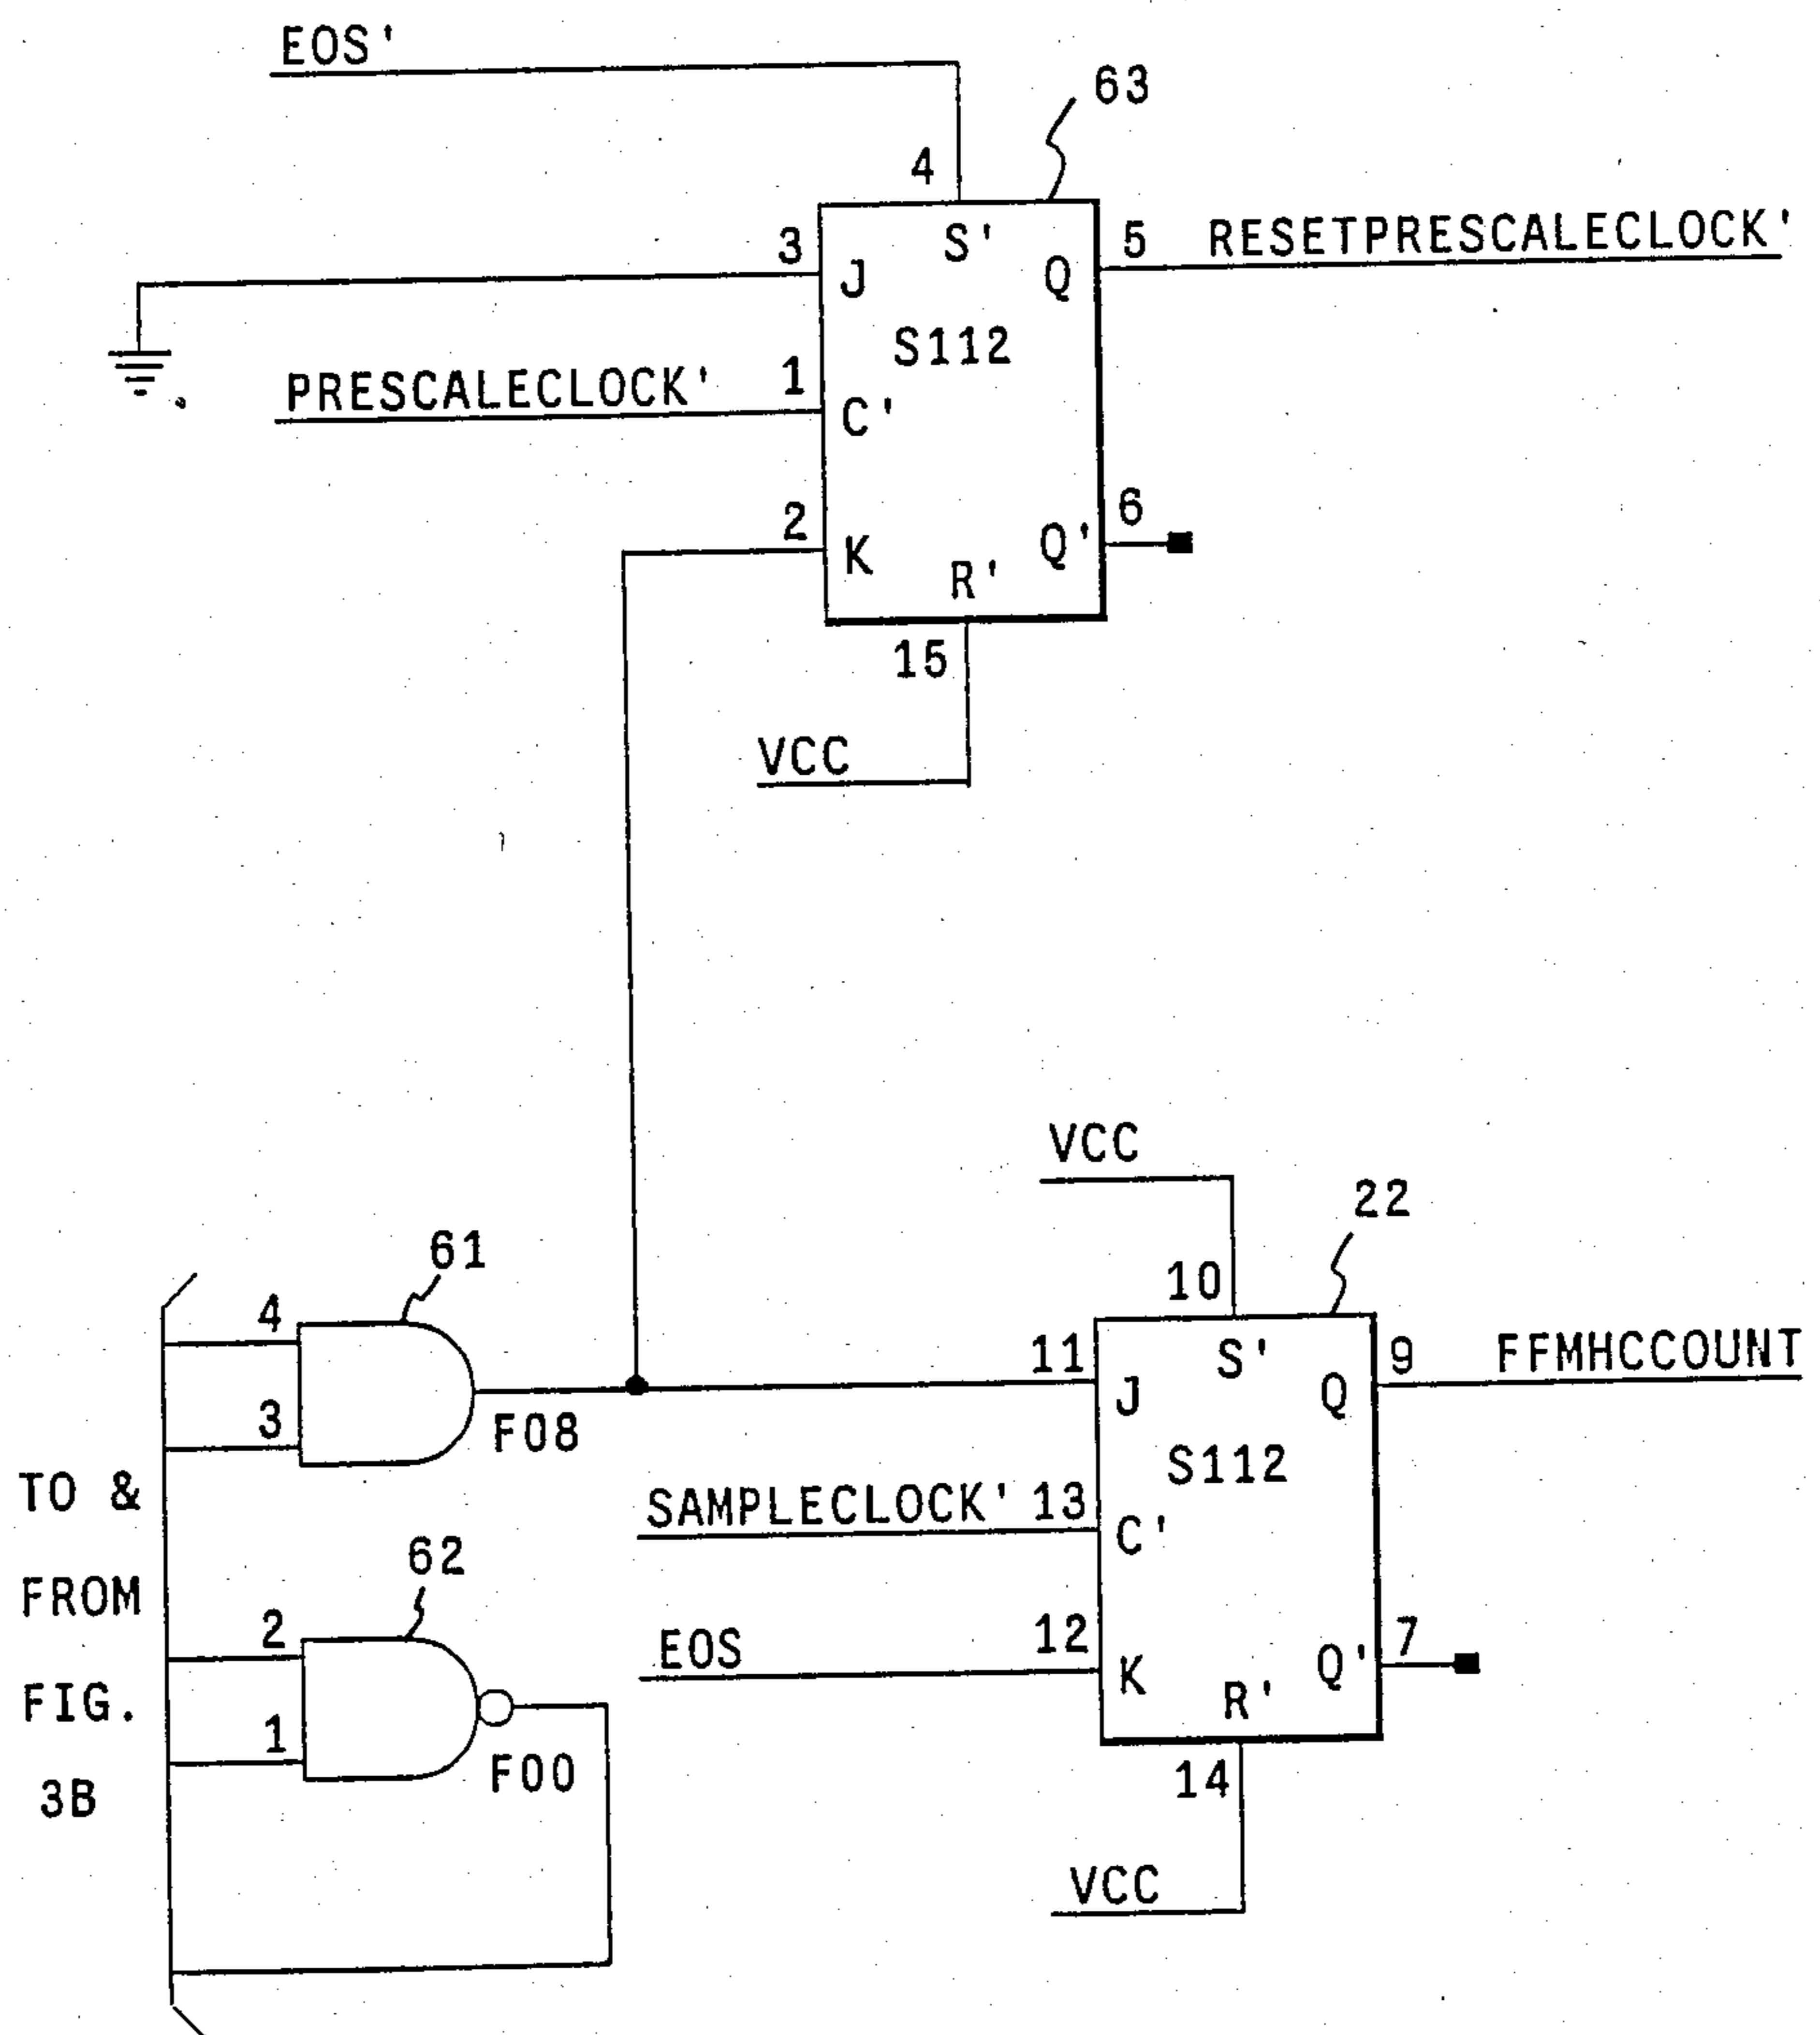 EOS'
63
4
S'
3
J
Q
5
RESETPRESCALECLOCK'
S112
PRESCALECLOCK'
1
C'
2
K
Q'
6
R'
15
VCC
VCC
22
10
61
4
3
F08
11
J
S'
Q
9
FFMHCCOUNT
S112
SAMPLECLOCK'
13
C'
TO &
FROM
FIG.
3B
62
2
1
F00
EOS
12
K
Q'
7
R'
14
VCC